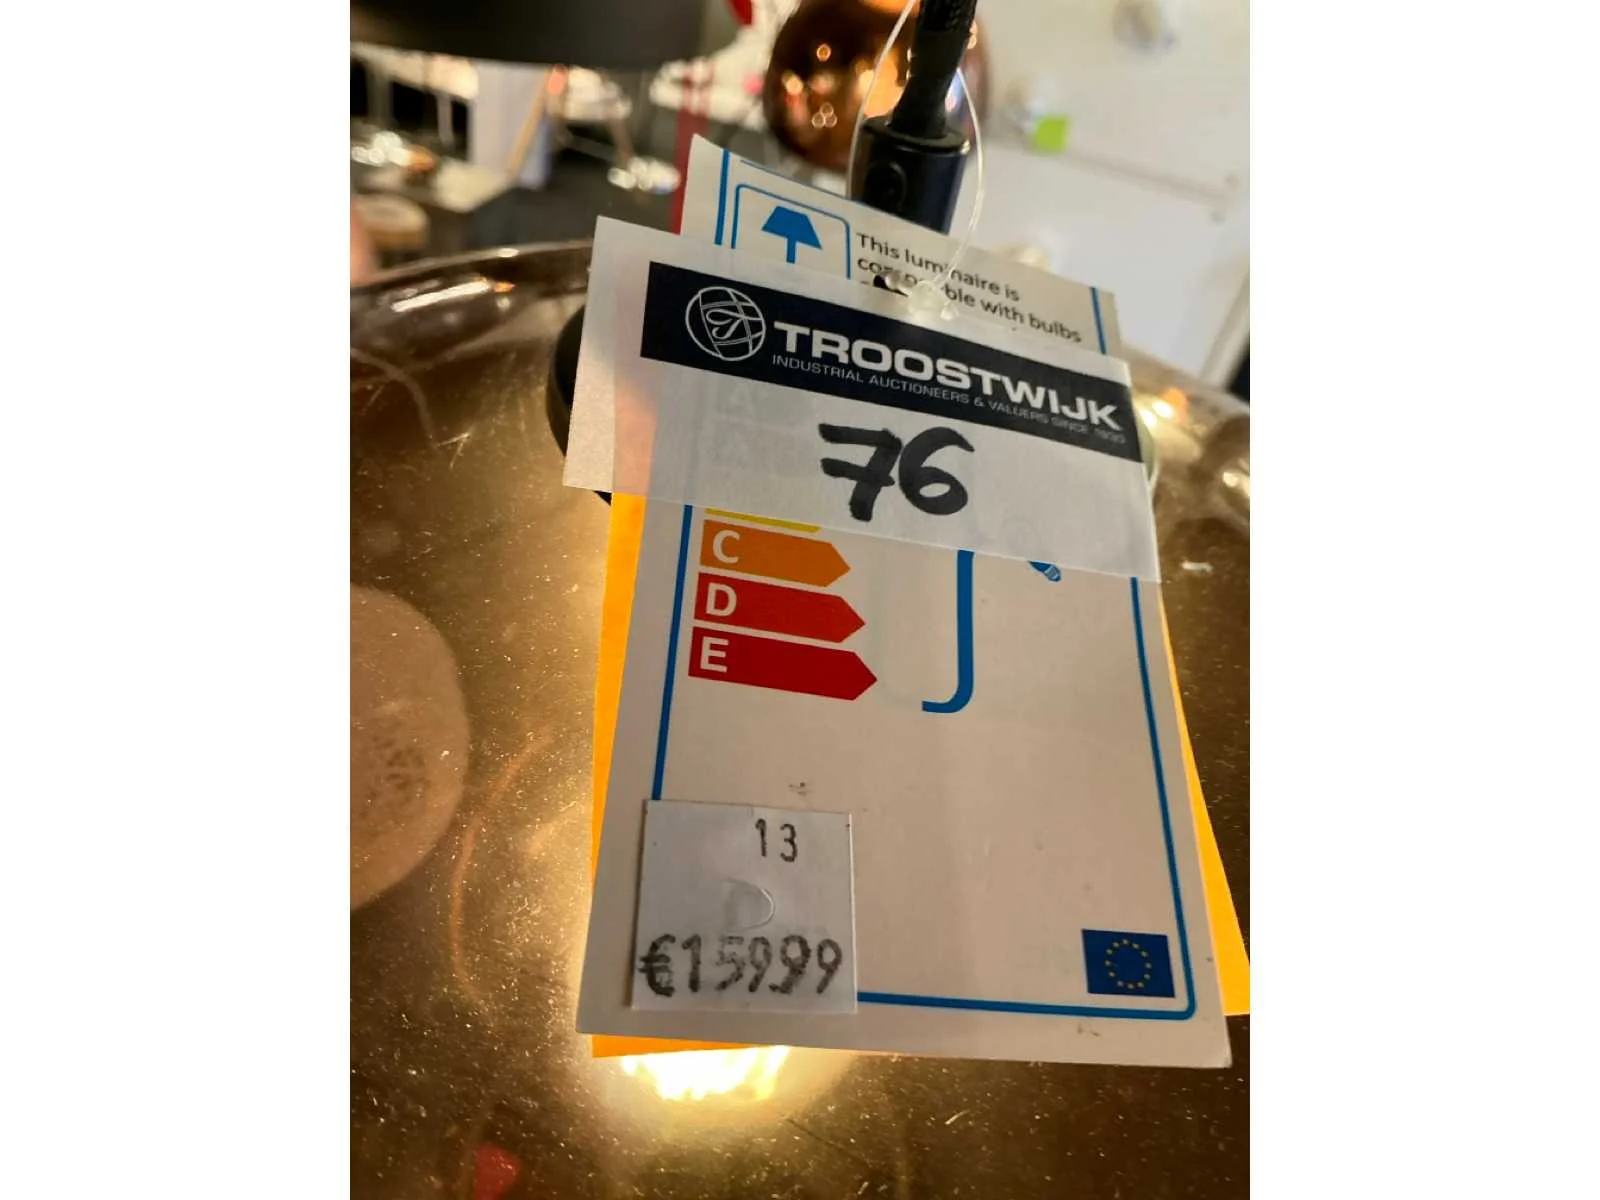 This luminaire is
compatible with bulbs
TROOSTWIJK
INDUSTRIAL AUCTIONEERS & VALUERS SINCE 1930
76
C
D
E
13
€159.99